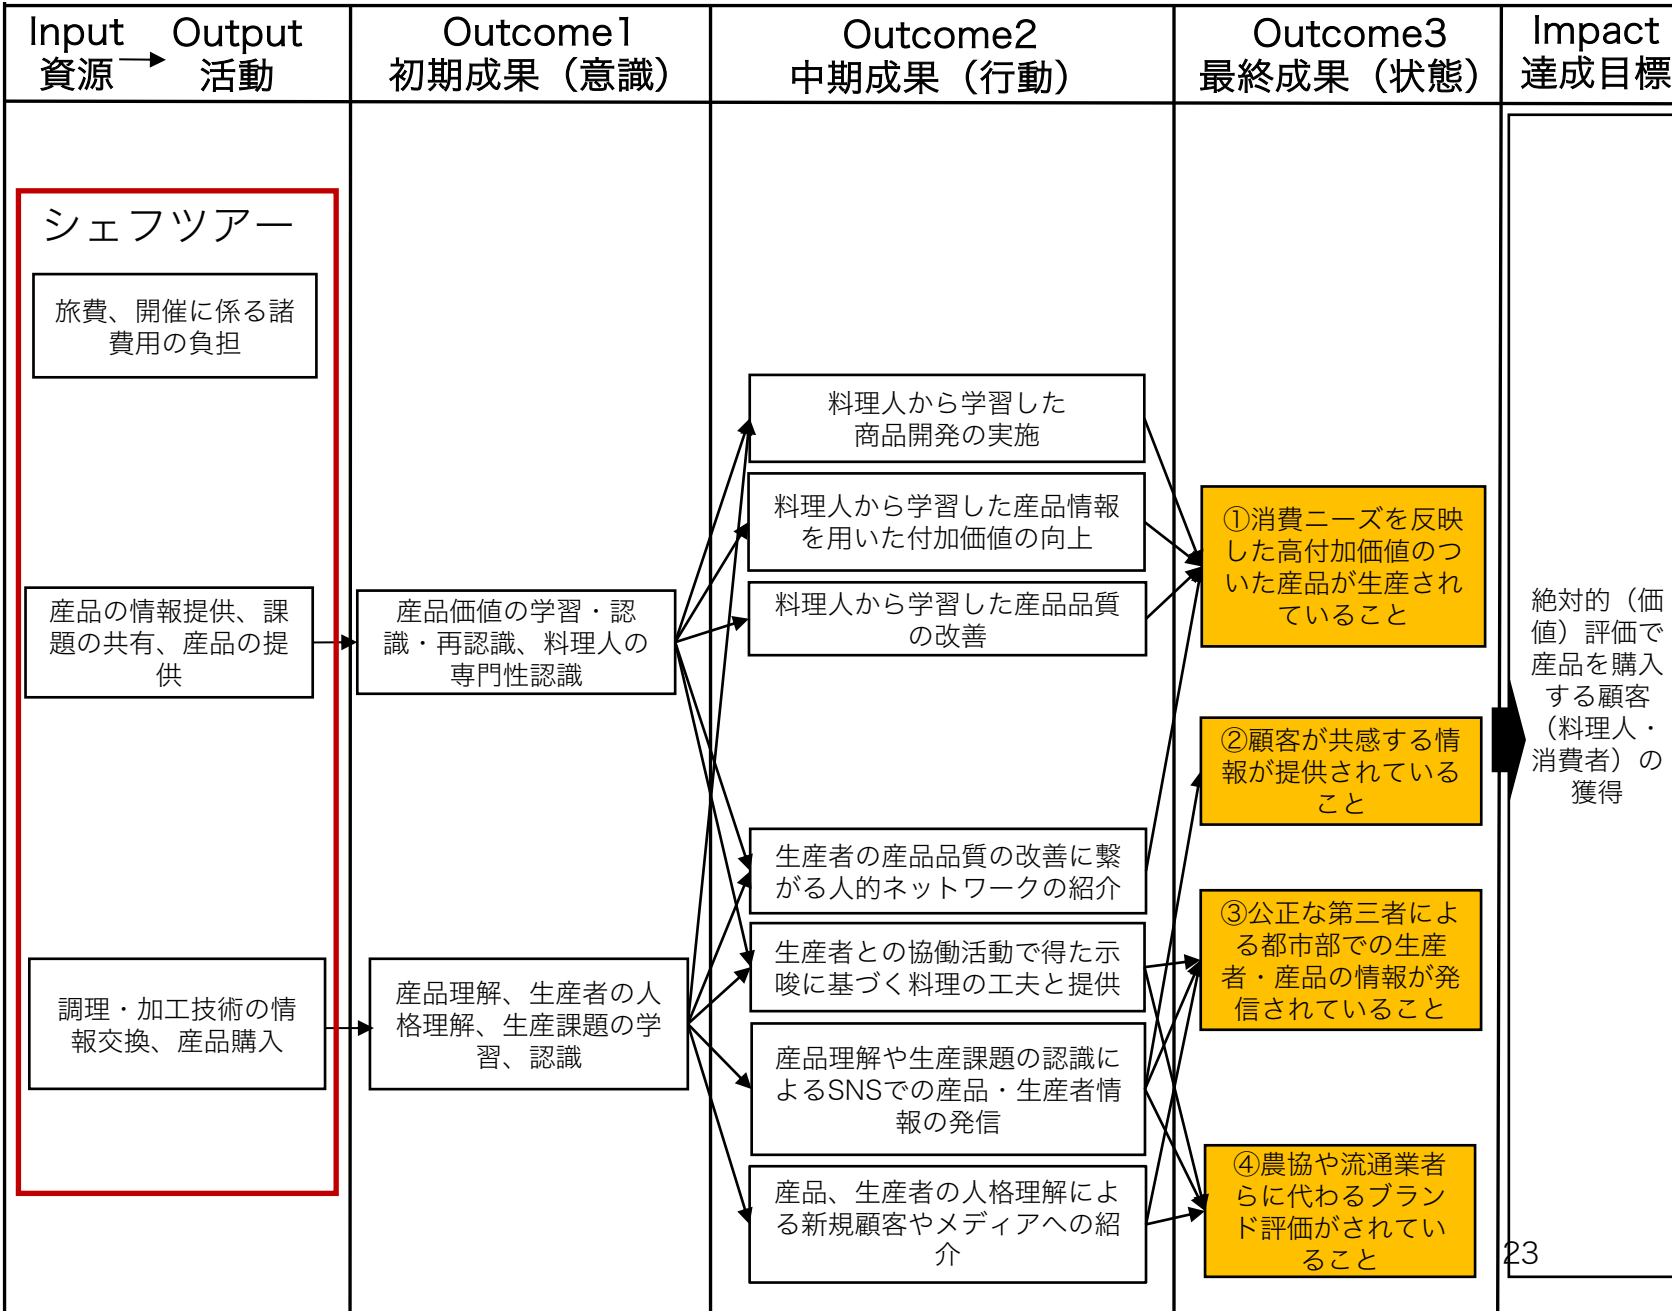 Input
資源
Output
活動
Outcome1
初期成果（意識）
Outcome2
中期成果（行動）
Outcome3
最終成果（状態）
Impact
達成目標
シェフツアー
旅費、開催に係る諸
費用の負担
産品の情報提供、課
題の共有、産品の提
供
調理・加工技術の情
報交換、産品購入
産品価値の学習・認
識・再認識、料理人の
専門性認識
産品理解、生産者の人
格理解、生産課題の学
習、認識
料理人から学習した
商品開発の実施
料理人から学習した産品情報
を用いた付加価値の向上
料理人から学習した産品品質
の改善
生産者の産品品質の改善に繋
がる人的ネットワークの紹介
生産者との協働活動で得た示
唆に基づく料理の工夫と提供
産品理解や生産課題の認識に
よるSNSでの産品・生産者情
報の発信
産品、生産者の人格理解によ
る新規顧客やメディアへの紹
介
①消費ニーズを反映
した高付加価値のつ
いた産品が生産され
ていること
②顧客が共感する情
報が提供されている
こと
③公正な第三者によ
る都市部での生産
者・産品の情報が発
信されていること
④農協や流通業者
らに代わるブラン
ド評価がされてい
ること
絶対的（価
値）評価で
産品を購入
する顧客
（料理人・
消費者）の
獲得
23